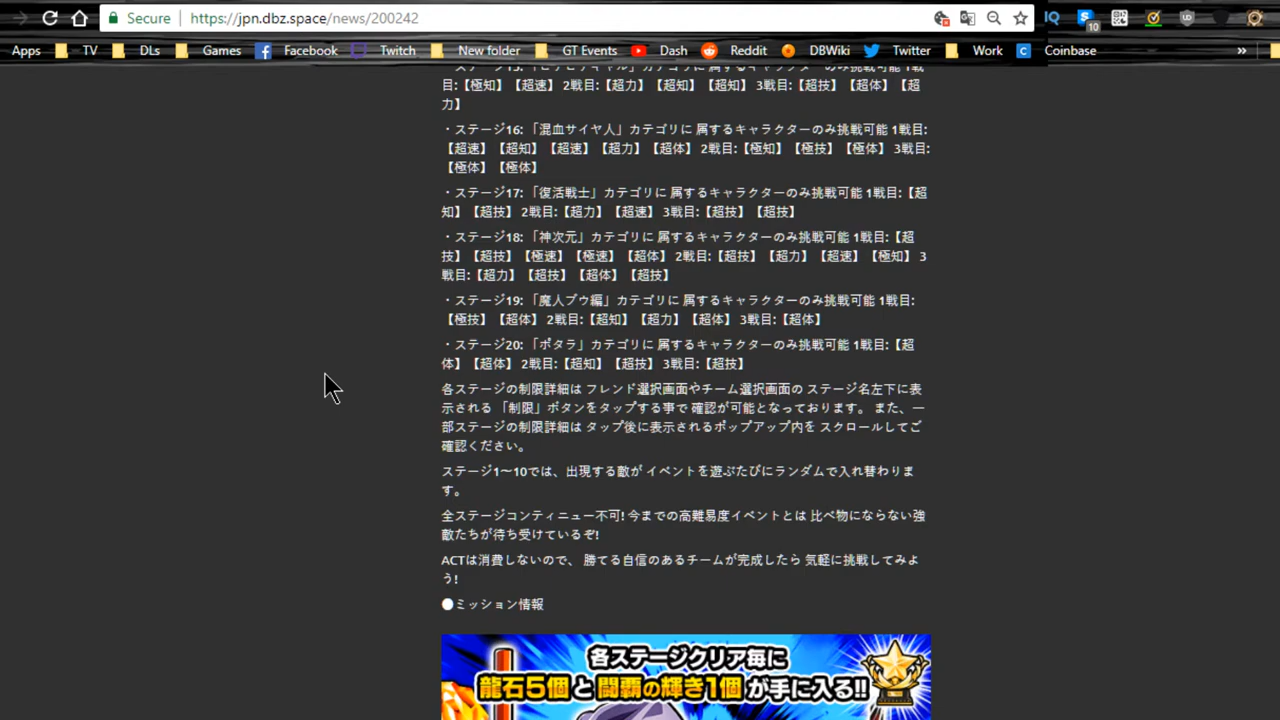 Secure https://jpn.dbz.space/news/200242
Apps TV DLs Games Facebook Twitch New folder GT Events Dash Reddit DBWiki Twitter Work Coinbase »
10
目:【極知】【超速】 2戦目:【超力】【超知】【超知】 3戦目:【超技】【超体】【超
力】
・ステージ16: 「混血サイヤ人」カテゴリに 属するキャラクターのみ挑戦可能 1戦目:
【超速】【超知】【超速】【超力】【超体】 2戦目:【極知】【極技】【極体】 3戦目:
【極体】【極体】
・ステージ17: 「復活戦士」カテゴリに 属するキャラクターのみ挑戦可能 1戦目:【超
知】【超技】 2戦目:【超力】【超速】 3戦目:【超技】【超技】
・ステージ18: 「神次元」カテゴリに 属するキャラクターのみ挑戦可能 1戦目:【超
技】【超技】【極速】【極速】【超体】 2戦目:【超技】【超力】【超速】【極知】 3
戦目:【超力】【超技】【超体】【超技】
・ステージ19: 「魔人ブウ編」カテゴリに 属するキャラクターのみ挑戦可能 1戦目:
【極技】【超体】 2戦目:【超知】【超力】【超体】 3戦目:【超体】
・ステージ20: 「ポタラ」カテゴリに 属するキャラクターのみ挑戦可能 1戦目:【超
体】【超体】 2戦目:【超知】【超技】 3戦目:【超技】
各ステージの制限詳細は フレンド選択画面やチーム選択画面の ステージ名左下に表
示される 「制限」ボタンをタップする事で 確認が可能となっております。 また、一
部ステージの制限詳細は タップ後に表示されるポップアップ内を スクロールしてご
確認ください。
ステージ1〜10では、出現する敵が イベントを遊ぶたびにランダムで入れ替わりま
す。
全ステージコンティニュー不可! 今までの高難易度イベントとは 比べ物にならない強
敵たちが待ち受けているぞ!
ACTは消費しないので、 勝てる自信のあるチームが完成したら 気軽に挑戦してみよ
う!
●ミッション情報
各ステージクリア毎に
龍石5個と闘覇の輝き1個が手に入る!!